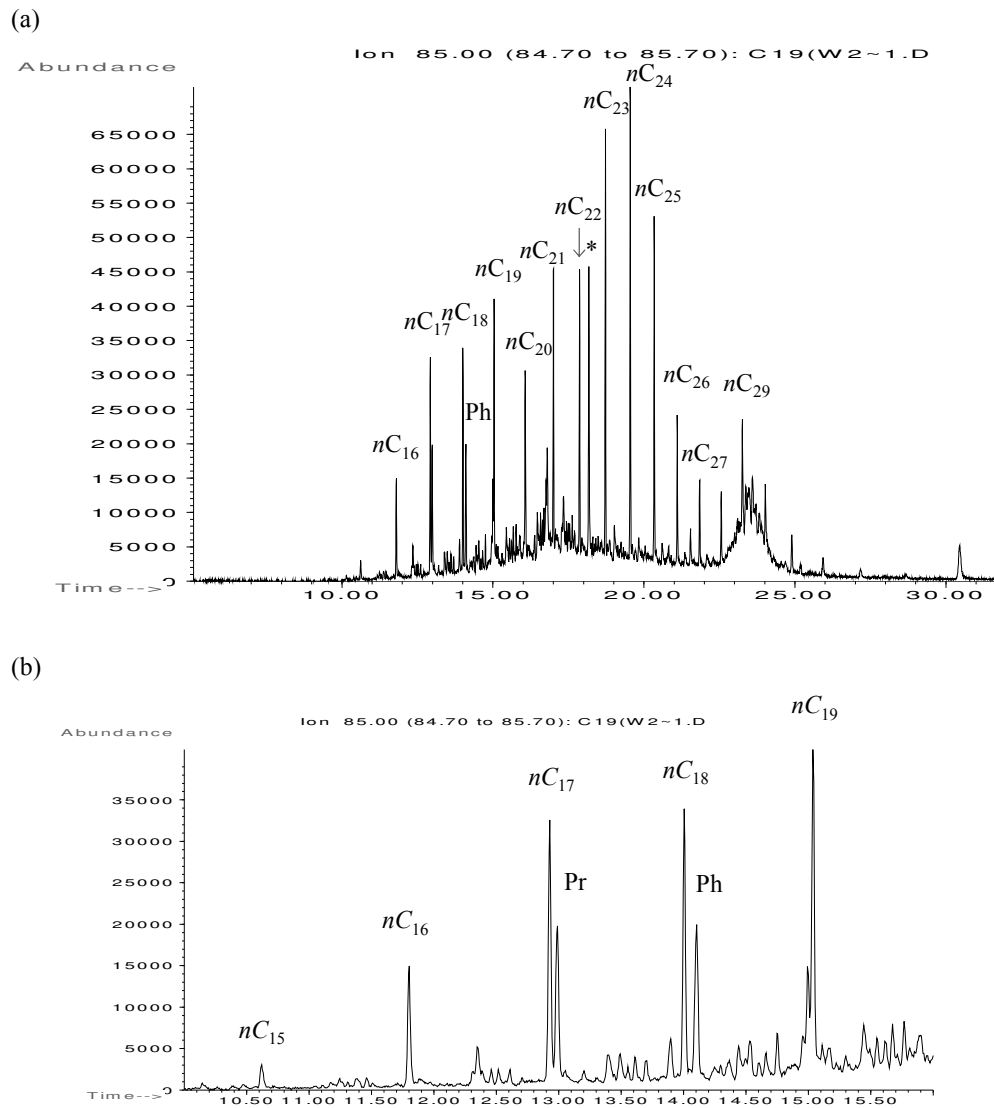 (a)
Ion 85.00 (84.70 to 85.70): C19(W2~1.D
Abundance
nC24
nC23
65000
60000
55000
nC25
50000
nC22
45000
*
nC21
nC19
40000
35000
nC17
nC18
nC20
30000
25000
nC26
nC29
20000
Ph
15000
nC16
nC27
10000
5000
Time-->
10.00 15.00 20.00 25.00 30.00
(b)
Ion 85.00 (84.70 to 85.70): C19(W2~1.D
nC19
Abundance
nC17
nC18
35000
30000
25000
Pr
Ph
20000
nC16
15000
10000
nC15
5000
Time-->
10.50 11.00 11.50 12.00 12.50 13.00 13.50 14.00 14.50 15.00 15.50